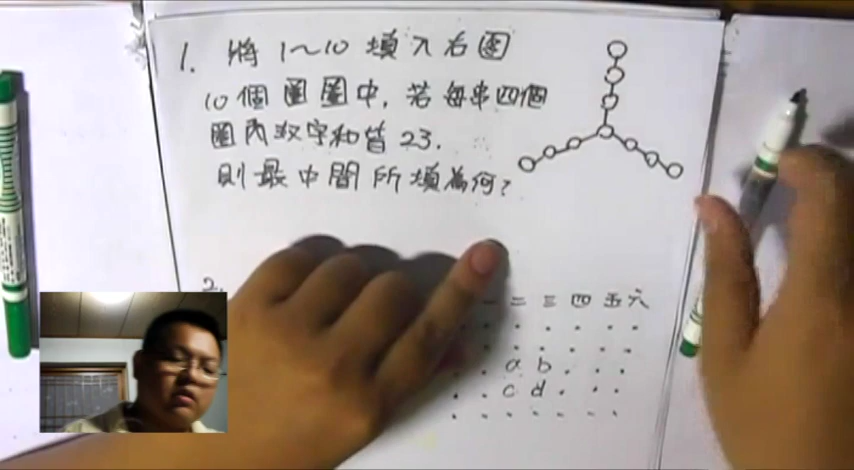 1. 將 1~10 填入右圖
10個圈圈中, 若每串四個
圈內数字和皆 23.
則最中間所填為何?
2.
一 二 三 四 五 六
a b
c d